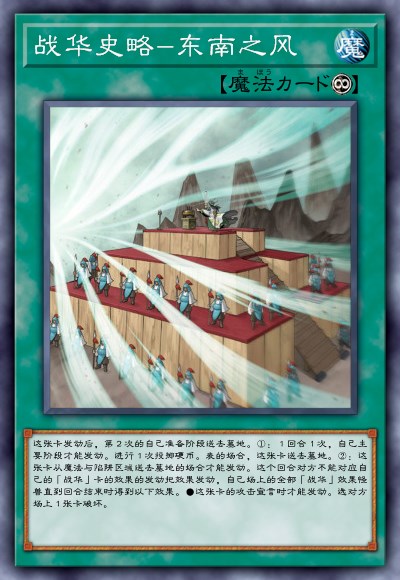 战华史略-东南之风
魔
【魔法カード】
まほう
这张卡发动后，第2次的自己准备阶段送去墓地。①：1回合1次，自己主
要阶段才能发动。进行1次投掷硬币。表的场合，这张卡送去墓地。②：这
张卡从魔法与陷阱区域送去墓地的场合才能发动。这个回合对方不能对应自
己的「战华」卡的效果的发动把效果发动，自己场上的全部「战华」效果怪
兽直到回合结束时得到以下效果。●这张卡的攻击宣言时才能发动。选对方
场上1张卡破坏。